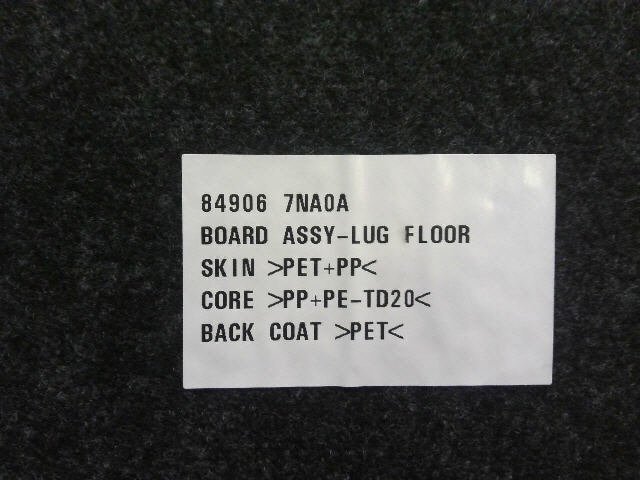 84906 7NA0A
BOARD ASSY-LUG FLOOR
SKIN >PET+PP<
CORE >PP+PE-TD20<
BACK COAT >PET<